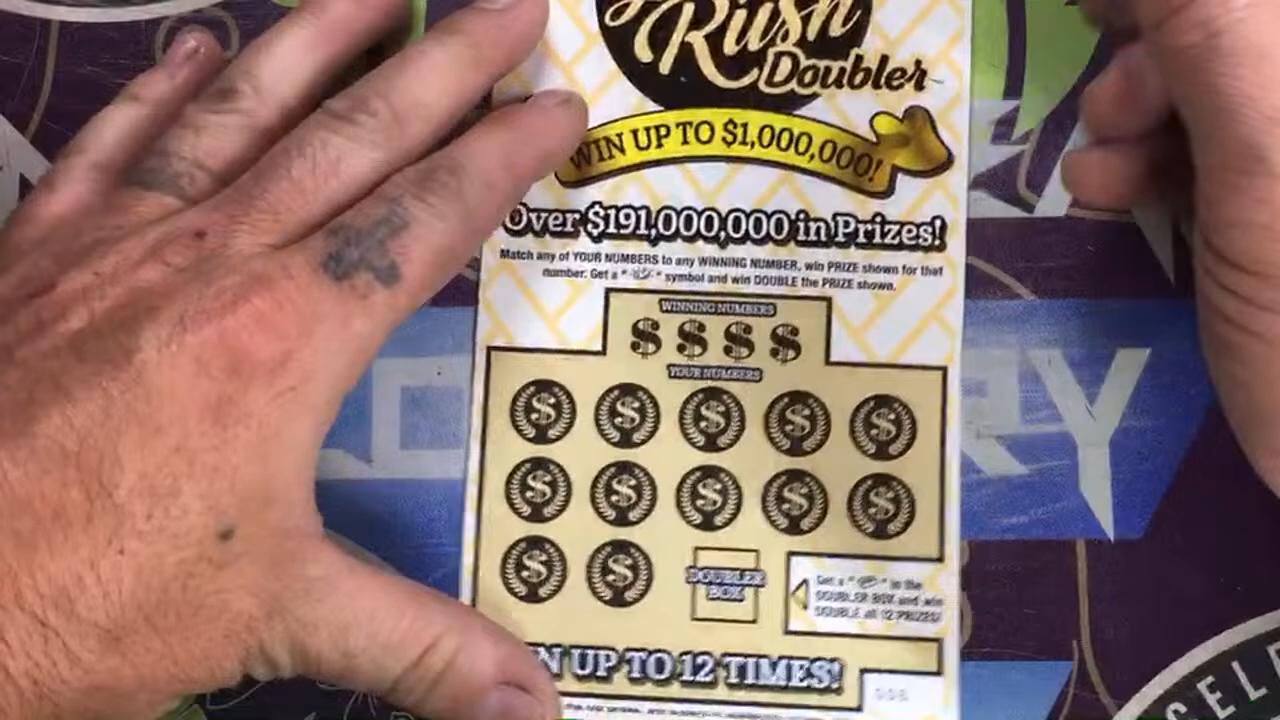 Rush
Doubler
WIN UP TO $1,000,000!
Over $191,000,000 in Prizes!
Match any of YOUR NUMBERS to any WINNING NUMBER, win PRIZE shown for that
number. Get a " " symbol and win DOUBLE the PRIZE shown.
WINNING NUMBERS
$ $ $ $
YOUR NUMBERS
$ $ $ $ $
$ $ $ $ $
$ $
DOUBLER
BOX
Get a " " in the
DOUBLER BOX and win
DOUBLE all 12 PRIZES!
N UP TO 12 TIMES!
006
RY
CEL